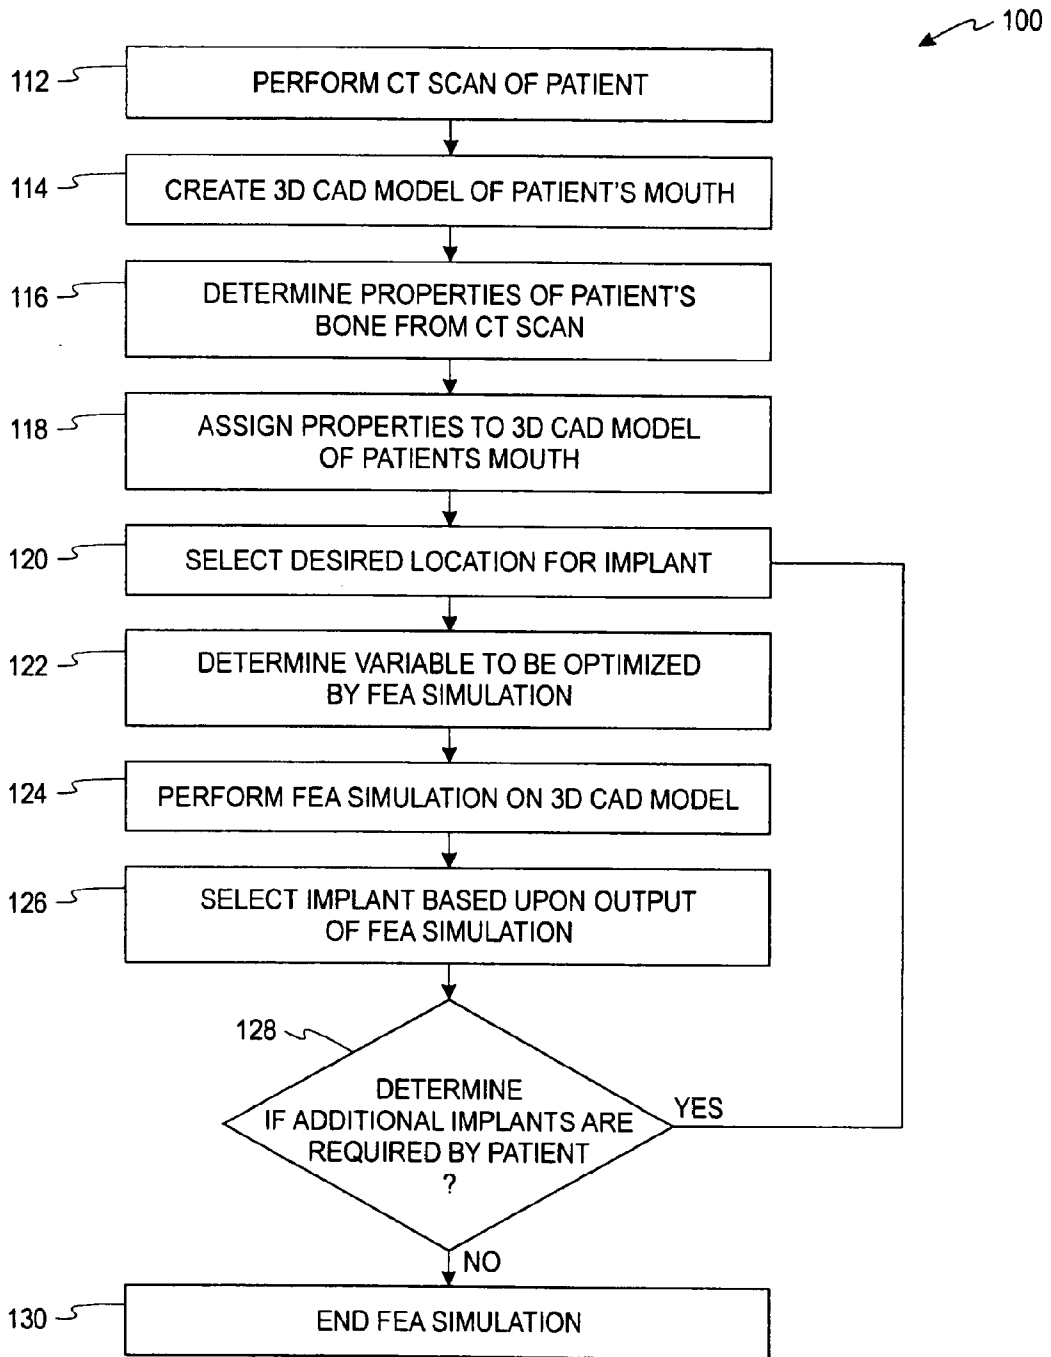 100
112
PERFORM CT SCAN OF PATIENT
114
CREATE 3D CAD MODEL OF PATIENT'S MOUTH
116
DETERMINE PROPERTIES OF PATIENT'S
BONE FROM CT SCAN
118
ASSIGN PROPERTIES TO 3D CAD MODEL
OF PATIENTS MOUTH
120
SELECT DESIRED LOCATION FOR IMPLANT
122
DETERMINE VARIABLE TO BE OPTIMIZED
BY FEA SIMULATION
124
PERFORM FEA SIMULATION ON 3D CAD MODEL
126
SELECT IMPLANT BASED UPON OUTPUT
OF FEA SIMULATION
128
DETERMINE
IF ADDITIONAL IMPLANTS ARE
REQUIRED BY PATIENT
?
YES
NO
130
END FEA SIMULATION